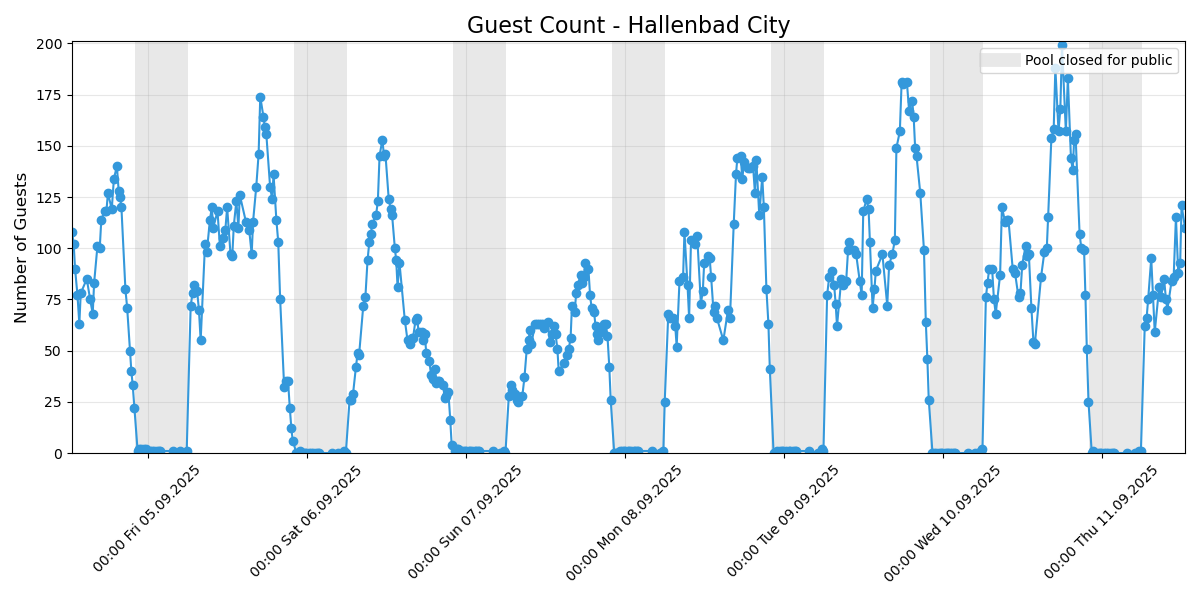 Guest Count - Hallenbad City
Pool closed for public
Number of Guests
200
175
150
125
100
75
50
25
0
00:00 Fri 05.09.2025
00:00 Sat 06.09.2025
00:00 Sun 07.09.2025
00:00 Mon 08.09.2025
00:00 Tue 09.09.2025
00:00 Wed 10.09.2025
00:00 Thu 11.09.2025